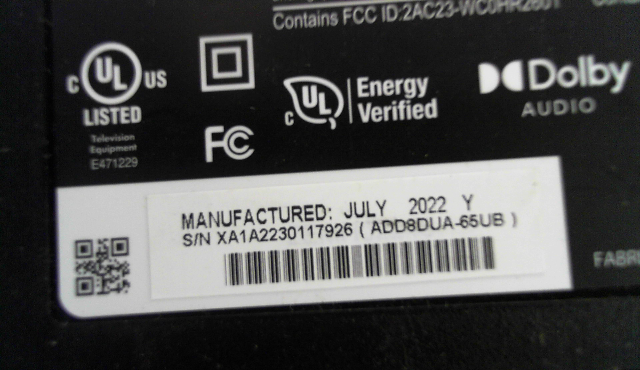 Contains FCC ID:2AC23-WC0HR2601
C UL US
LISTED
Television
Equipment
E471229
FC
C UL
Energy
Verified
Dolby
AUDIO
MANUFACTURED: JULY 2022 Y
S/N XA1A2230117926 ( ADD8DUA-65UB )
FABRI